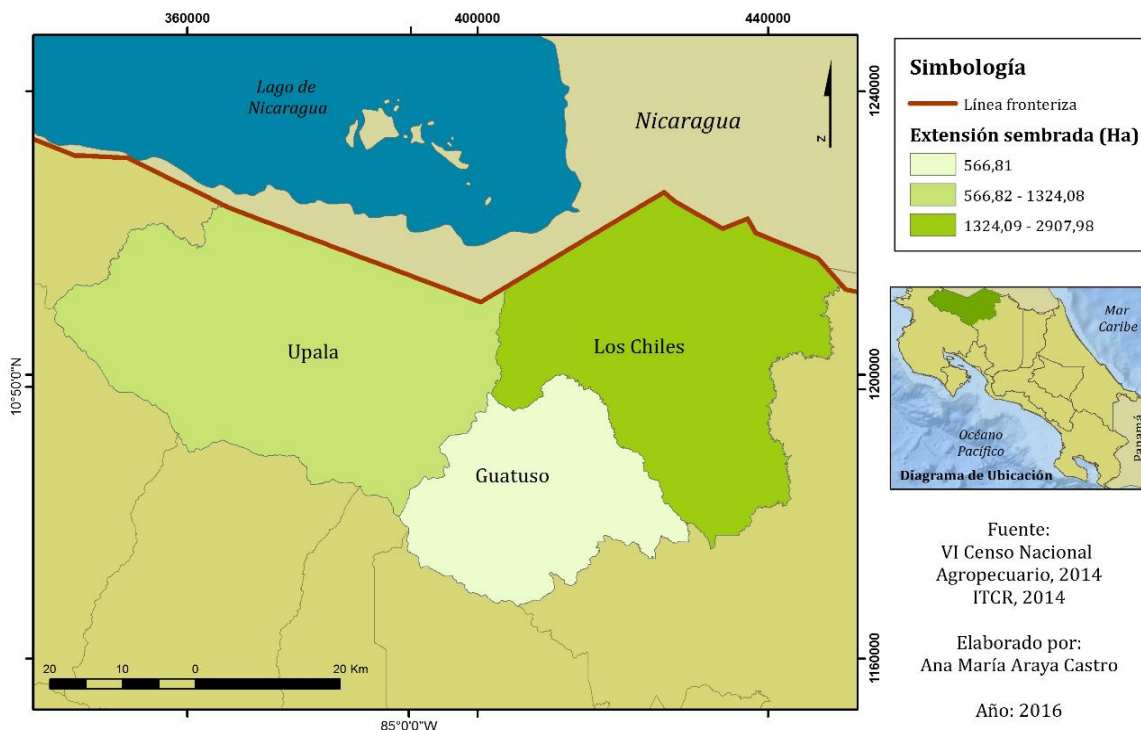 360000
400000
440000
Lago de
Nicaragua
Nicaragua
N
1240000
1200000
1160000
10°50'0"N
Upala
Los Chiles
Guatuso
20
10
0
20 Km
85°0'0"W
Simbología
Línea fronteriza
Extensión sembrada (Ha)
566,81
566,82 - 1324,08
1324,09 - 2907,98
Mar
Caribe
Océano
Pacífico
Panamá
Diagrama de Ubicación
Fuente:
VI Censo Nacional
Agropecuario, 2014
ITCR, 2014
Elaborado por:
Ana María Araya Castro
Año: 2016